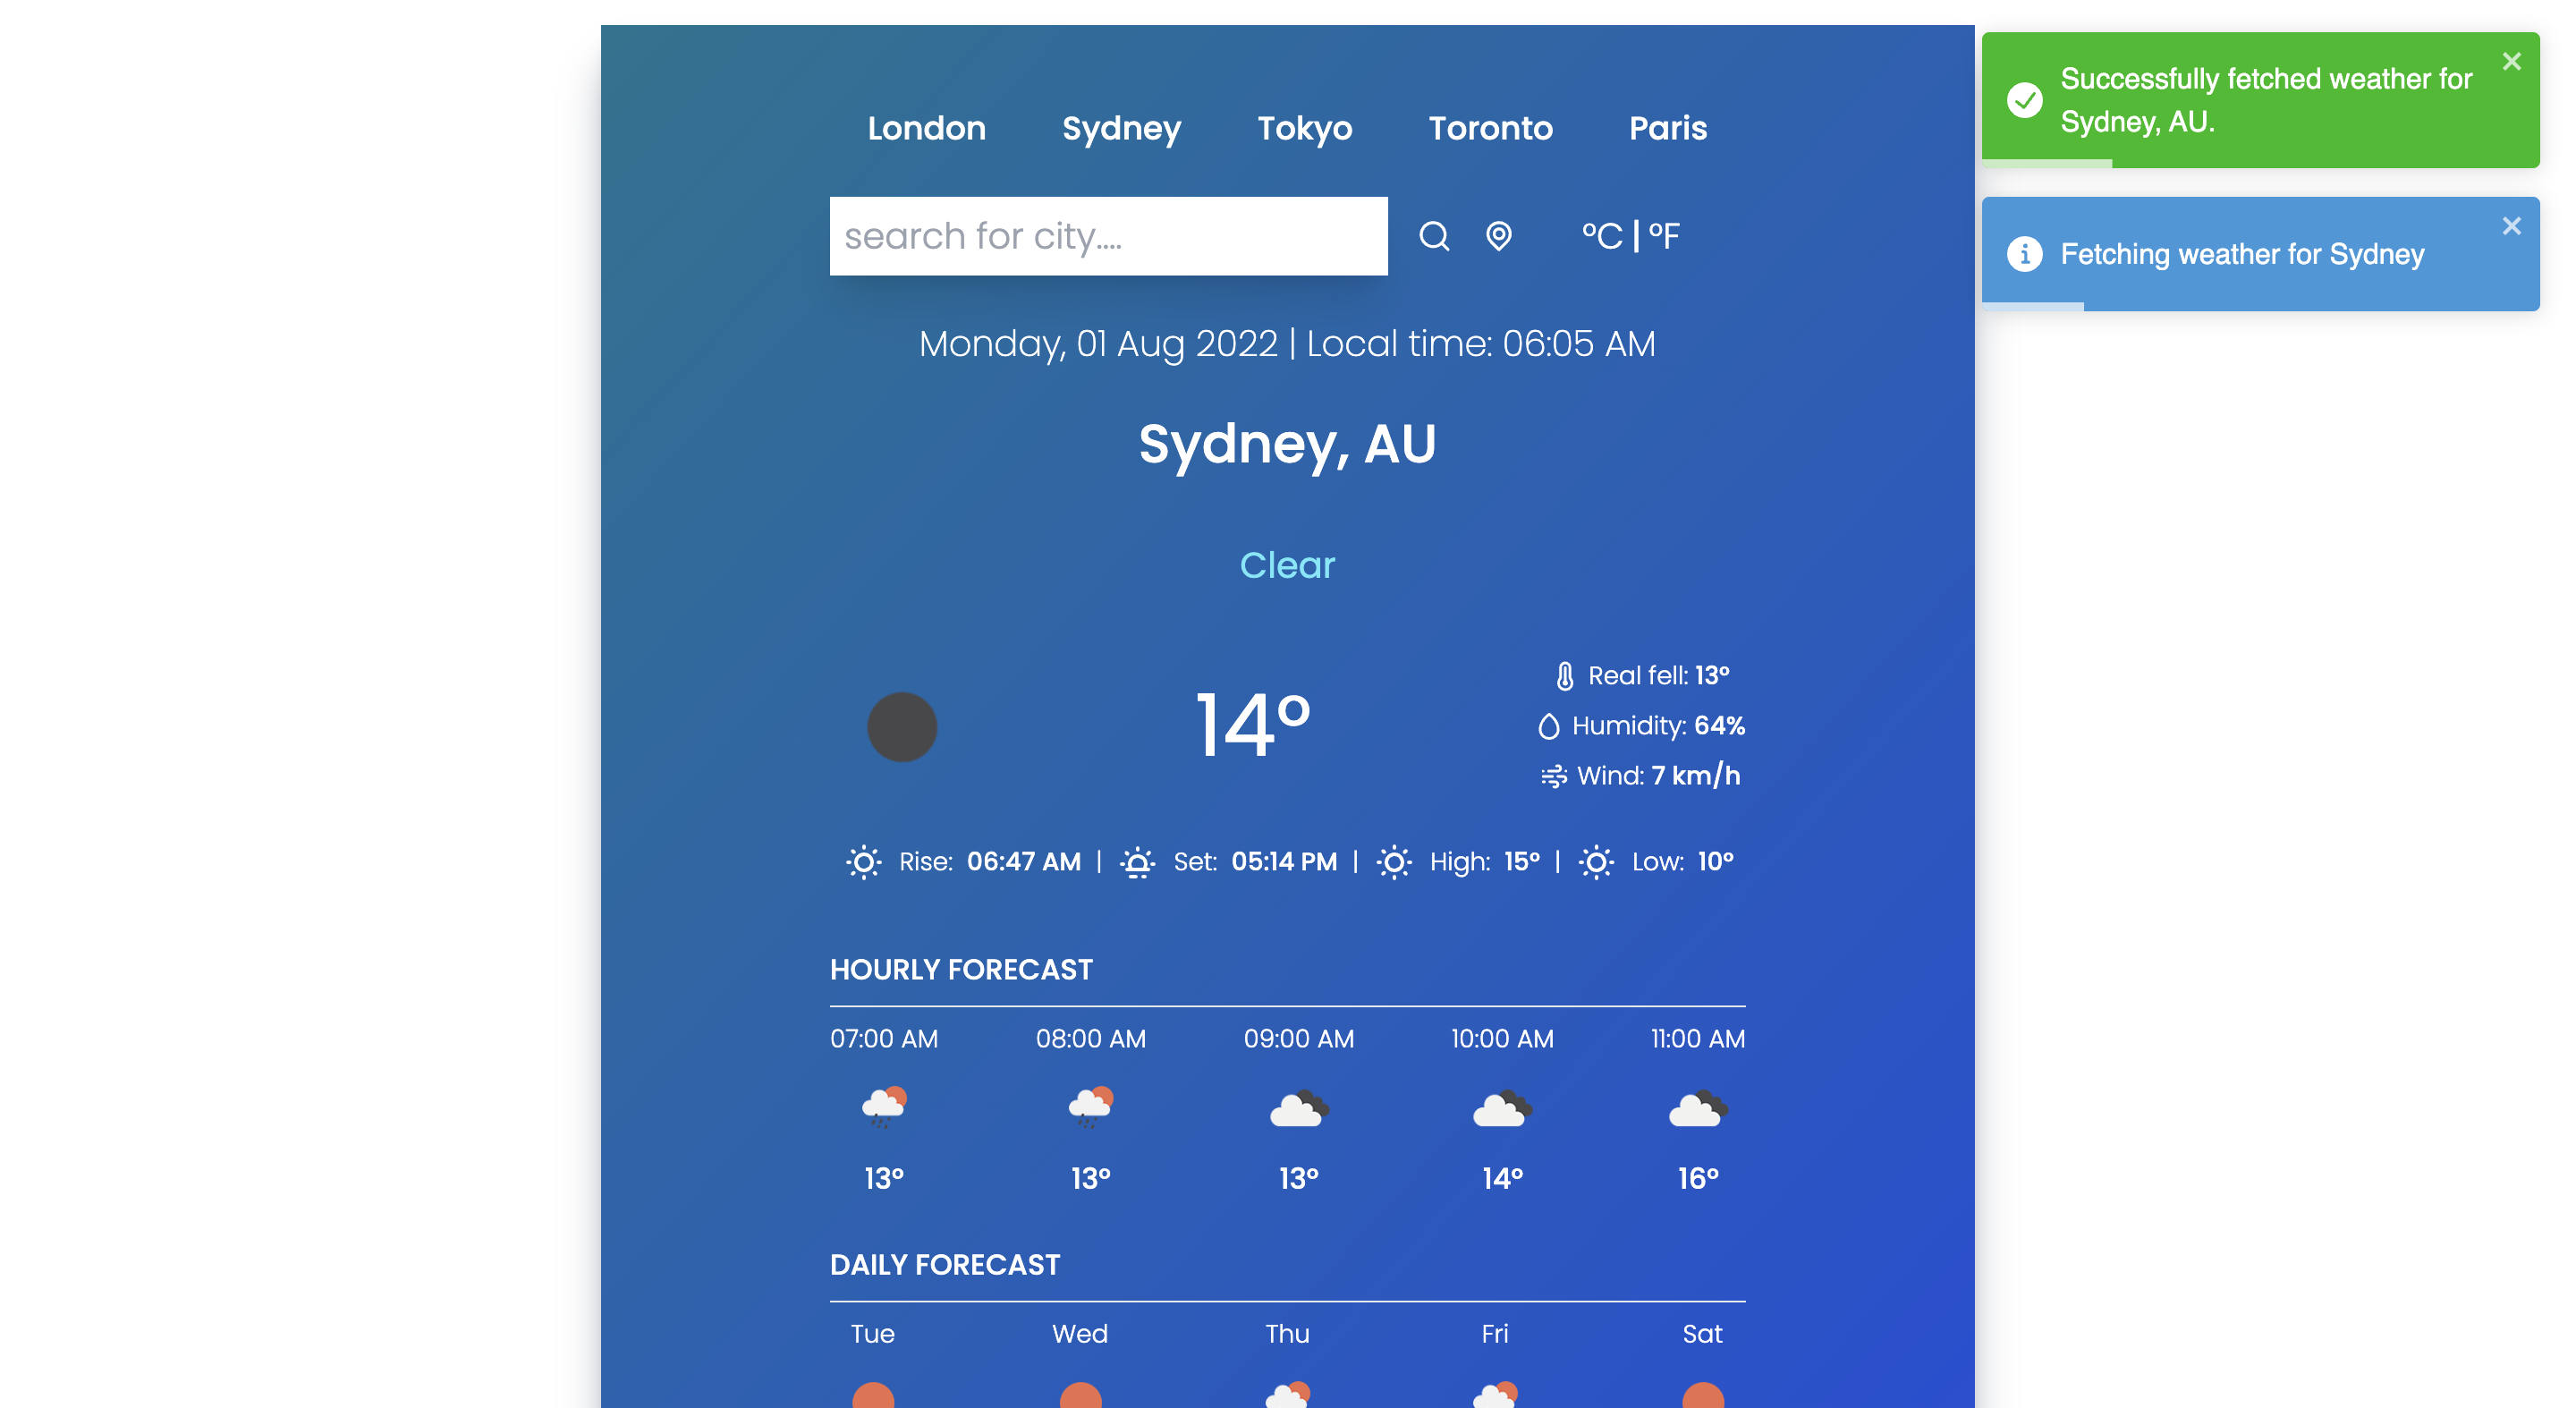 London Sydney Tokyo Toronto Paris
search for city....
°C | °F
Monday, 01 Aug 2022 | Local time: 06:05 AM
Sydney, AU
Clear
14°
Real fell: 13°
Humidity: 64%
Wind: 7 km/h
Rise: 06:47 AM | Set: 05:14 PM | High: 15° | Low: 10°
HOURLY FORECAST
07:00 AM 08:00 AM 09:00 AM 10:00 AM 11:00 AM
13° 13° 13° 14° 16°
DAILY FORECAST
Tue Wed Thu Fri Sat
Successfully fetched weather for
Sydney, AU.
Fetching weather for Sydney